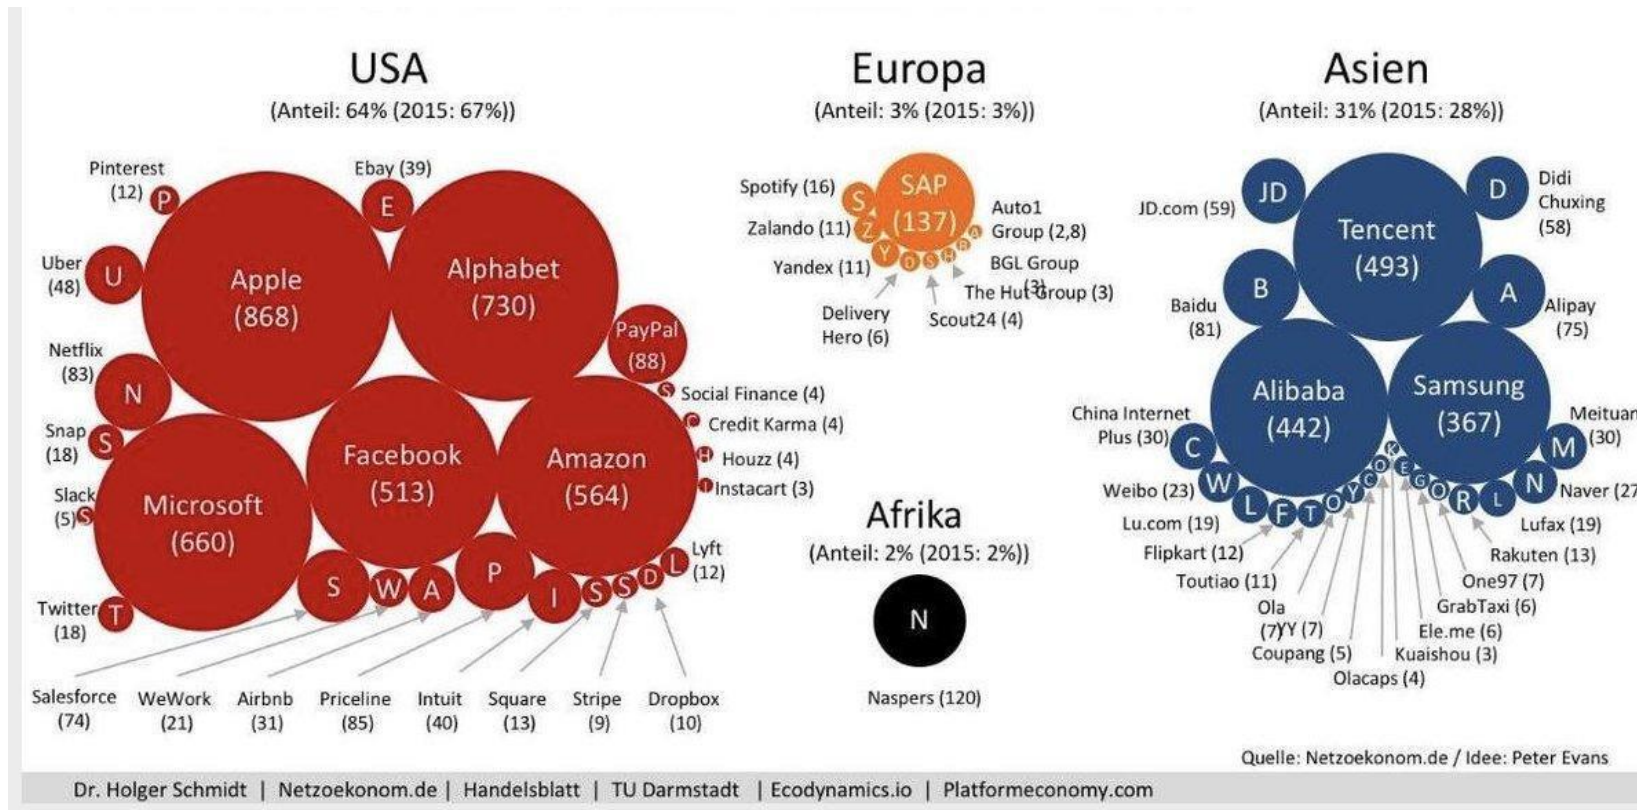 USA
(Anteil: 64% (2015: 67%))
Pinterest
(12)
P
Ebay (39)
E
Uber
(48)
U
Apple
(868)
Alphabet
(730)
PayPal
(88)
Netflix
(83)
N
S
Social Finance (4)
C
Credit Karma (4)
Snap
(18)
S
Facebook
(513)
Amazon
(564)
H
Houzz (4)
I
Instacart (3)
Slack
(5)
S
Microsoft
(660)
Lyft
(12)
L
Twitter
(18)
T
S
W
A
P
I
S
S
D
Salesforce
(74)
WeWork
(21)
Airbnb
(31)
Priceline
(85)
Intuit
(40)
Square
(13)
Stripe
(9)
Dropbox
(10)
Europa
(Anteil: 3% (2015: 3%))
Spotify (16)
S
SAP
(137)
Auto1
Group (2,8)
A
Zalando (11)
Z
Yandex (11)
Y
D
S
H
B
BGL Group
(3)
The Hut Group (3)
Delivery
Hero (6)
Scout24 (4)
Afrika
(Anteil: 2% (2015: 2%))
N
Naspers (120)
Asien
(Anteil: 31% (2015: 28%))
JD
JD.com (59)
Tencent
(493)
D
Didi
Chuxing
(58)
B
Baidu
(81)
A
Alipay
(75)
Alibaba
(442)
Samsung
(367)
China Internet
Plus (30)
C
Meituan
(30)
M
Weibo (23)
W
L
F
T
O
Y
C
O
K
E
G
O
R
L
N
Naver (27
Lu.com (19)
Lufax (19)
Flipkart (12)
Rakuten (13)
Toutiao (11)
One97 (7)
Ola
(7)
YY (7)
GrabTaxi (6)
Ele.me (6)
Coupang (5)
Kuaishou (3)
Olacaps (4)
Quelle: Netzoekonom.de / Idee: Peter Evans
Dr. Holger Schmidt | Netzoekonom.de | Handelsblatt | TU Darmstadt | Ecodynamics.io | Platformeconomy.com